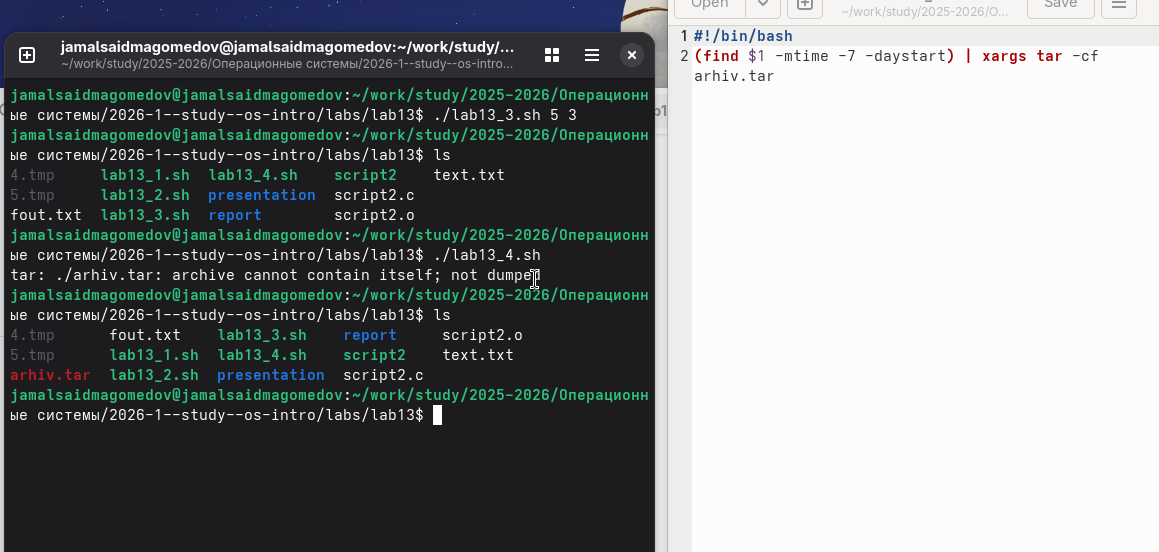 jamalsaidmagomedov@jamalsaidmagomedov:~/work/study/...
~/work/study/2025-2026/Операционные системы/2026-1--study--os-intro...
jamalsaidmagomedov@jamalsaidmagomedov:~/work/study/2025-2026/Операционн
ые системы/2026-1--study--os-intro/labs/lab13$ ./lab13_3.sh 5 3
jamalsaidmagomedov@jamalsaidmagomedov:~/work/study/2025-2026/Операционн
ые системы/2026-1--study--os-intro/labs/lab13$ ls
4.tmp lab13_1.sh lab13_4.sh script2 text.txt
5.tmp lab13_2.sh presentation script2.c
fout.txt lab13_3.sh report script2.o
jamalsaidmagomedov@jamalsaidmagomedov:~/work/study/2025-2026/Операционн
ые системы/2026-1--study--os-intro/labs/lab13$ ./lab13_4.sh
tar: ./arhiv.tar: archive cannot contain itself; not dumped
jamalsaidmagomedov@jamalsaidmagomedov:~/work/study/2025-2026/Операционн
ые системы/2026-1--study--os-intro/labs/lab13$ ls
4.tmp fout.txt lab13_3.sh report script2.o
5.tmp lab13_1.sh lab13_4.sh script2 text.txt
arhiv.tar lab13_2.sh presentation script2.c
jamalsaidmagomedov@jamalsaidmagomedov:~/work/study/2025-2026/Операционн
ые системы/2026-1--study--os-intro/labs/lab13$
Open
~/work/study/2025-2026/О...
Save
1 #!/bin/bash
2 (find $1 -mtime -7 -daystart) | xargs tar -cf
arhiv.tar